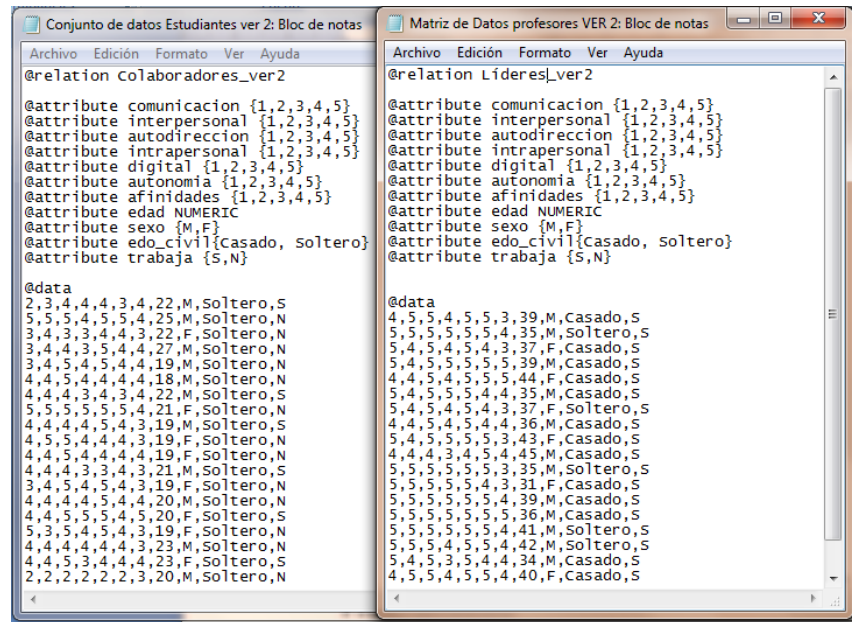 Conjunto de datos Estudiantes ver 2: Bloc de notas
Archivo Edición Formato Ver Ayuda
@relation Colaboradores_ver2
@attribute comunicacion {1,2,3,4,5}
@attribute interpersonal {1,2,3,4,5}
@attribute autodireccion {1,2,3,4,5}
@attribute intrapersonal {1,2,3,4,5}
@attribute digital {1,2,3,4,5}
@attribute autonomia {1,2,3,4,5}
@attribute afinidades {1,2,3,4,5}
@attribute edad NUMERIC
@attribute sexo {M,F}
@attribute edo_civil{Casado, Soltero}
@attribute trabaja {S,N}
@data
2,3,4,4,4,3,4,22,M,Soltero,S
5,5,5,4,5,5,4,25,M,Soltero,N
3,4,3,3,4,4,3,22,F,Soltero,N
3,4,4,3,5,4,4,27,M,Soltero,N
3,4,5,4,5,4,4,19,M,Soltero,N
4,4,5,4,4,4,4,18,M,Soltero,N
4,4,4,3,4,3,4,22,M,Soltero,S
5,5,5,5,5,5,4,21,F,Soltero,N
4,4,4,4,5,4,3,19,M,Soltero,S
4,5,5,4,4,4,3,19,F,Soltero,N
4,4,5,4,4,4,4,19,F,Soltero,N
4,4,4,3,3,4,3,21,M,Soltero,S
3,4,5,4,5,4,3,19,F,Soltero,N
4,4,4,4,5,4,4,20,M,Soltero,N
4,4,5,5,5,4,5,20,F,Soltero,S
5,3,5,4,5,4,3,19,F,Soltero,N
4,4,4,4,4,4,3,23,M,Soltero,N
4,4,5,3,4,4,4,23,F,Soltero,S
2,2,2,2,2,2,3,20,M,Soltero,N
Matriz de Datos profesores VER 2: Bloc de notas
Archivo Edición Formato Ver Ayuda
@relation Líderes_ver2
@attribute comunicacion {1,2,3,4,5}
@attribute interpersonal {1,2,3,4,5}
@attribute autodireccion {1,2,3,4,5}
@attribute intrapersonal {1,2,3,4,5}
@attribute digital {1,2,3,4,5}
@attribute autonomia {1,2,3,4,5}
@attribute afinidades {1,2,3,4,5}
@attribute edad NUMERIC
@attribute sexo {M,F}
@attribute edo_civil{Casado, Soltero}
@attribute trabaja {S,N}
@data
4,5,5,4,5,5,3,39,M,Casado,S
5,5,5,5,5,5,4,35,M,Soltero,S
5,4,5,4,5,4,3,37,F,Casado,S
5,4,5,5,5,5,5,39,M,Casado,S
4,4,5,4,5,5,5,44,F,Casado,S
5,4,5,5,5,4,4,35,M,Casado,S
5,4,5,4,5,4,3,37,F,Soltero,S
4,4,5,4,5,4,4,36,M,Casado,S
4,5,5,5,5,5,3,43,F,Casado,S
4,4,4,3,4,5,4,45,M,Casado,S
5,5,5,5,5,5,3,35,M,Soltero,S
5,5,5,5,5,4,3,31,F,Casado,S
5,5,5,5,5,5,4,39,M,Casado,S
5,5,5,5,5,5,5,36,M,Casado,S
5,5,5,5,5,4,4,41,M,Soltero,S
5,5,5,4,5,5,4,42,M,Soltero,S
5,4,5,3,5,4,4,34,M,Casado,S
4,5,5,4,5,5,4,40,F,Casado,S